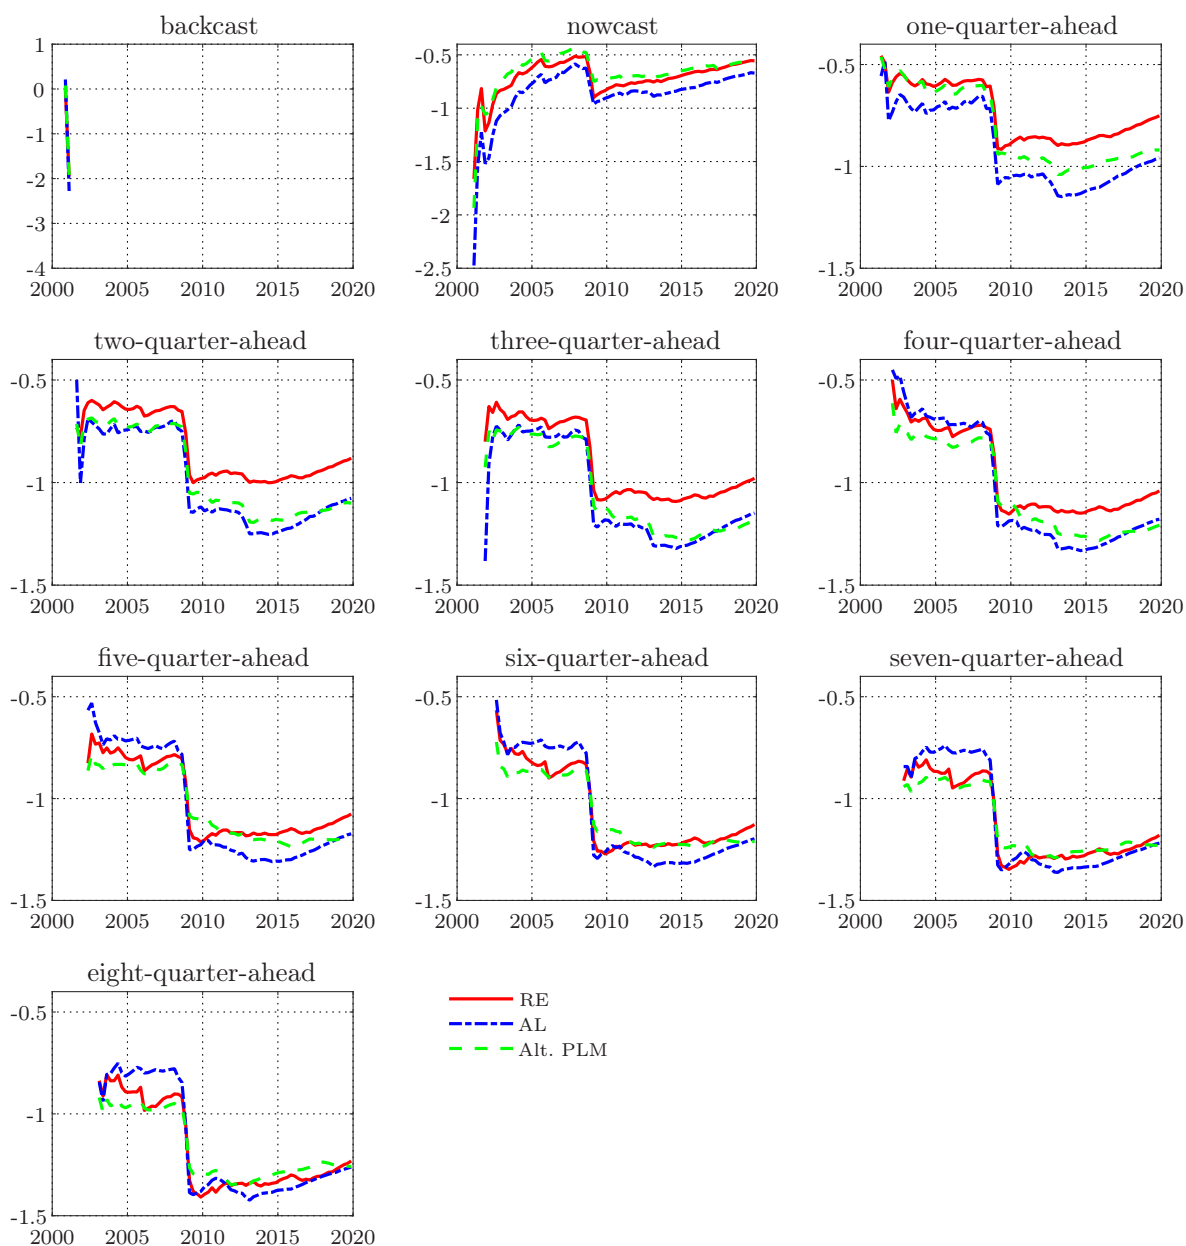 backcast
nowcast
one-quarter-ahead
1
0
-1
-2
-3
-4
2000 2005 2010 2015 2020
-0.5
-1
-1.5
-2
-2.5
2000 2005 2010 2015 2020
-0.5
-1
-1.5
2000 2005 2010 2015 2020
two-quarter-ahead
three-quarter-ahead
four-quarter-ahead
-0.5
-1
-1.5
2000 2005 2010 2015 2020
-0.5
-1
-1.5
2000 2005 2010 2015 2020
-0.5
-1
-1.5
2000 2005 2010 2015 2020
five-quarter-ahead
six-quarter-ahead
seven-quarter-ahead
-0.5
-1
-1.5
2000 2005 2010 2015 2020
-0.5
-1
-1.5
2000 2005 2010 2015 2020
-0.5
-1
-1.5
2000 2005 2010 2015 2020
eight-quarter-ahead
-0.5
-1
-1.5
2000 2005 2010 2015 2020
RE
AL
Alt. PLM